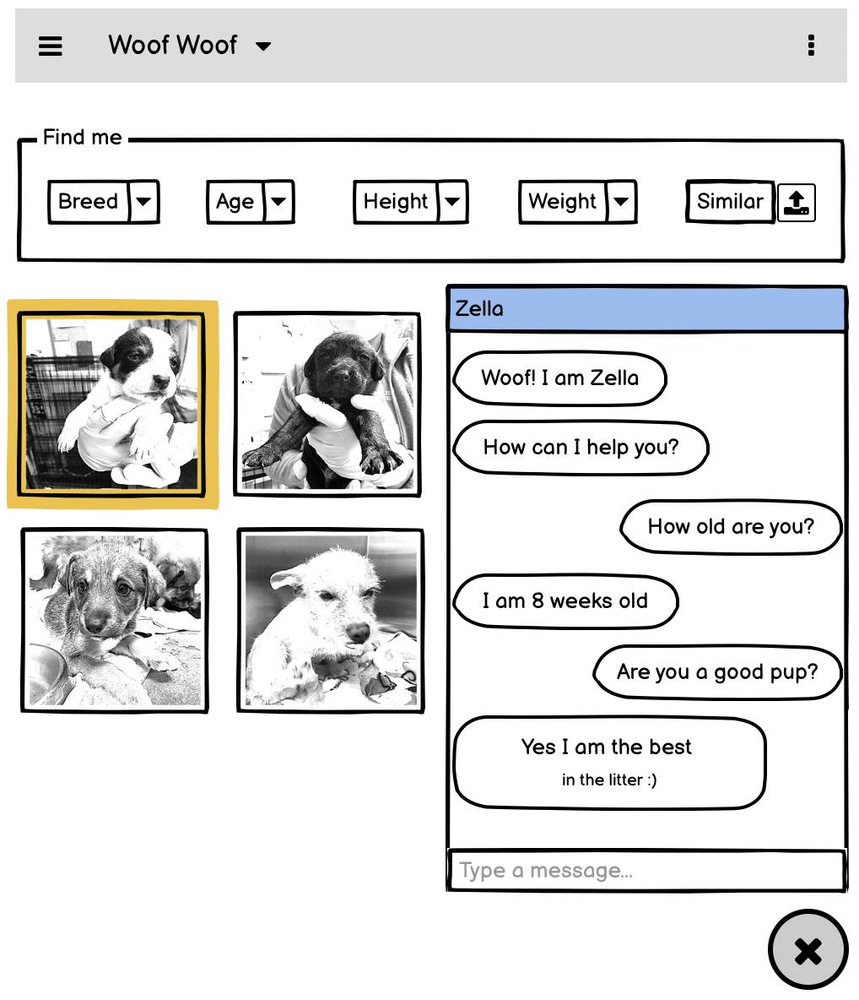 Woof Woof
Find me
Breed
Age
Height
Weight
Similar
Zella
Woof! I am Zella
How can I help you?
How old are you?
I am 8 weeks old
Are you a good pup?
Yes I am the best
in the litter :)
Type a message...